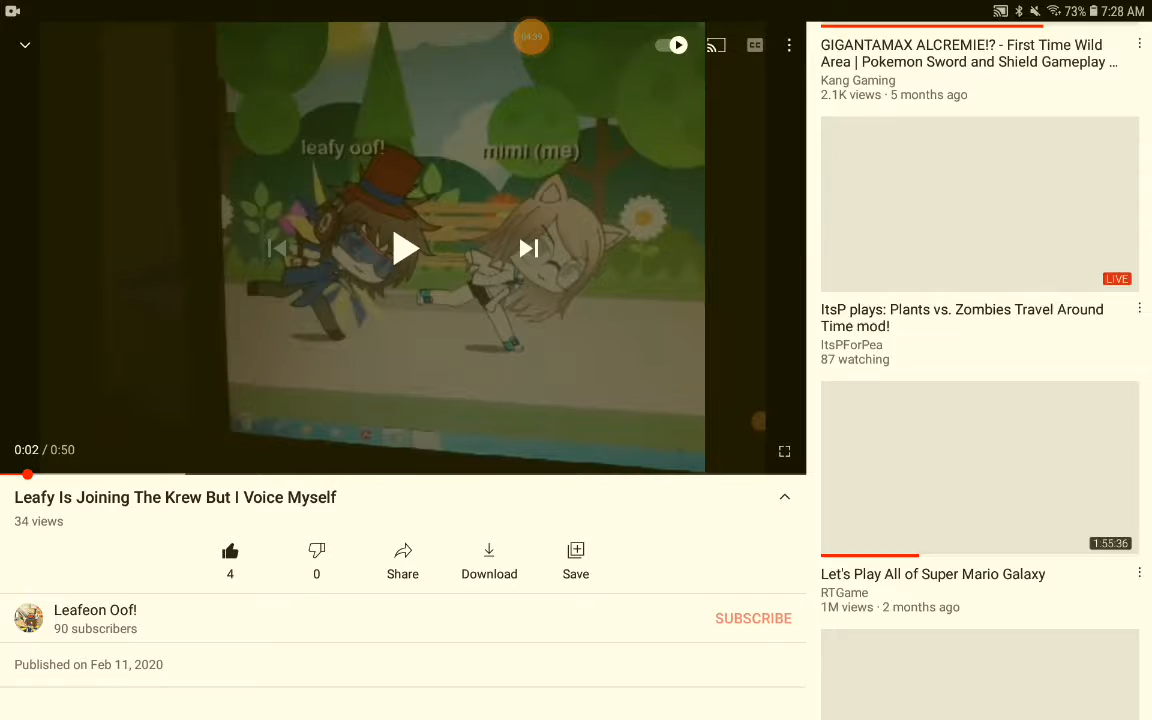 73% 7:28 AM
04:39
CC
leafy oof!
mimi (me)
0:02 / 0:50
Leafy Is Joining The Krew But I Voice Myself
34 views
4
0
Share
Download
Save
Leafeon Oof!
90 subscribers
SUBSCRIBE
Published on Feb 11, 2020
GIGANTAMAX ALCREMIE!? - First Time Wild
Area | Pokemon Sword and Shield Gameplay ...
Kang Gaming
2.1K views · 5 months ago
LIVE
ItsP plays: Plants vs. Zombies Travel Around
Time mod!
ItsPForPea
87 watching
1:55:36
Let's Play All of Super Mario Galaxy
RTGame
1M views · 2 months ago